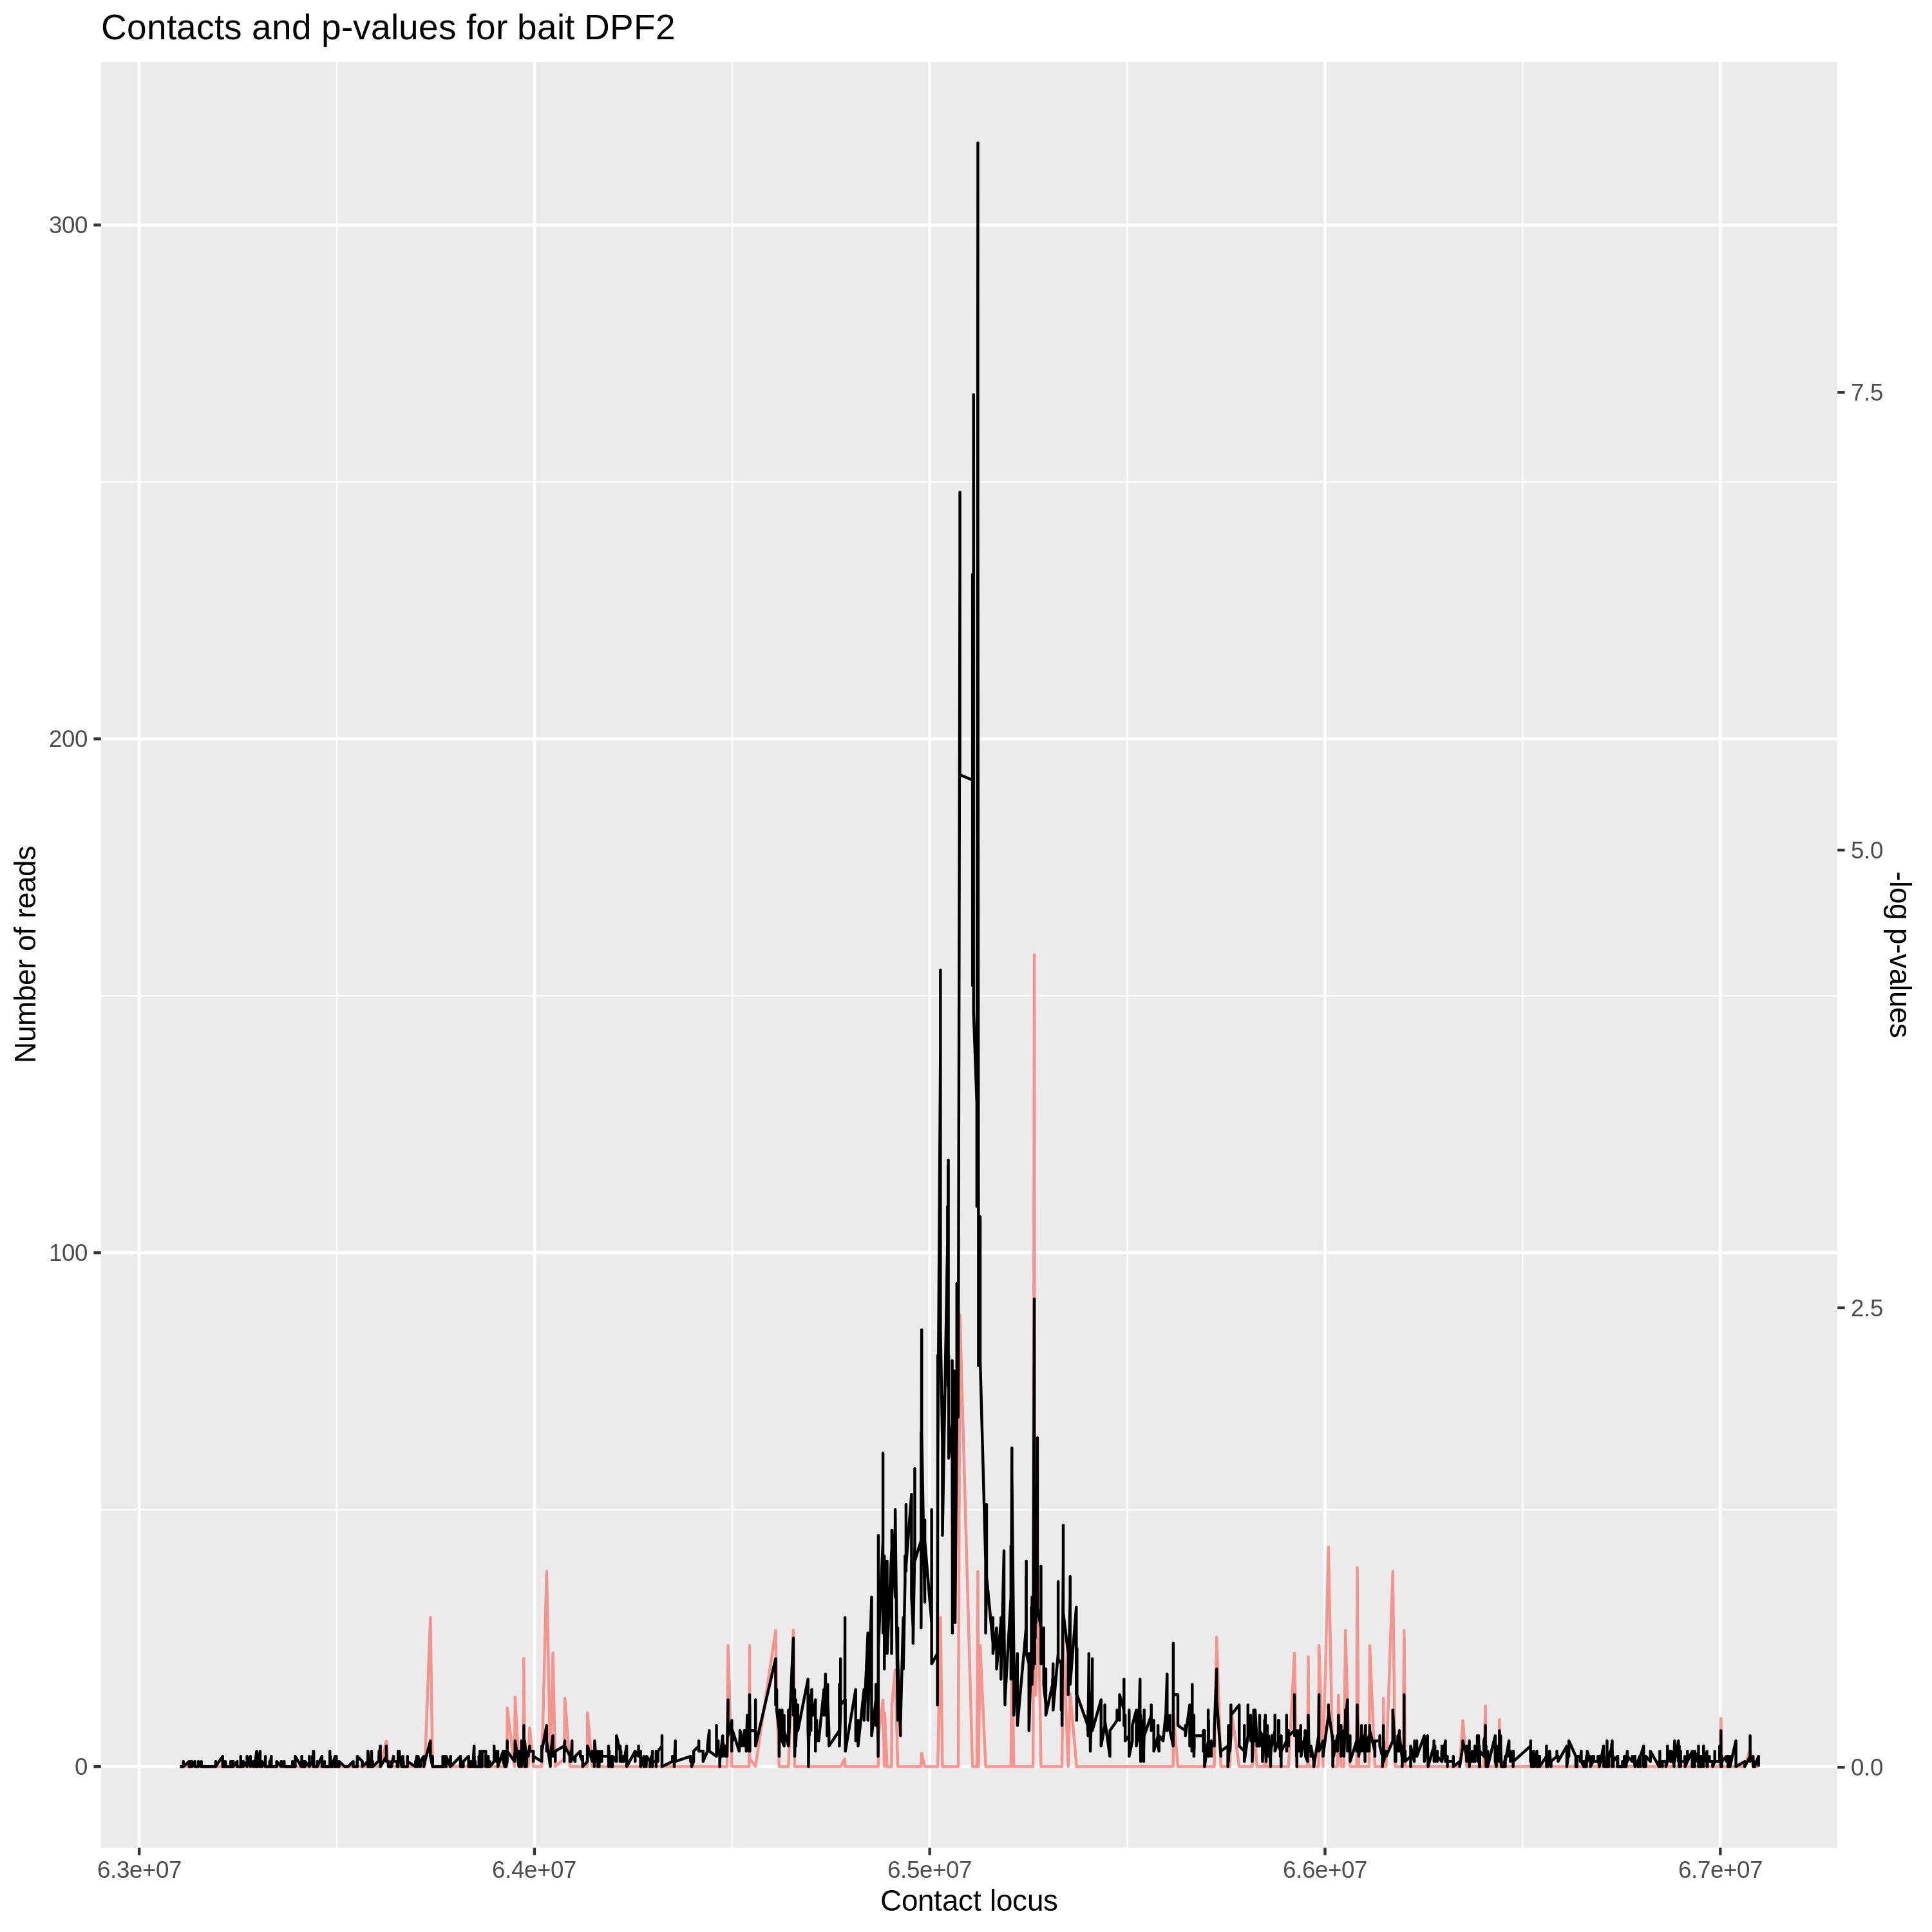 Contacts and p-values for bait DPF2
300
200
100
0
Number of reads
7.5
5.0
2.5
0.0
-log p-values
6.3e+07 6.4e+07 6.5e+07 6.6e+07 6.7e+07
Contact locus